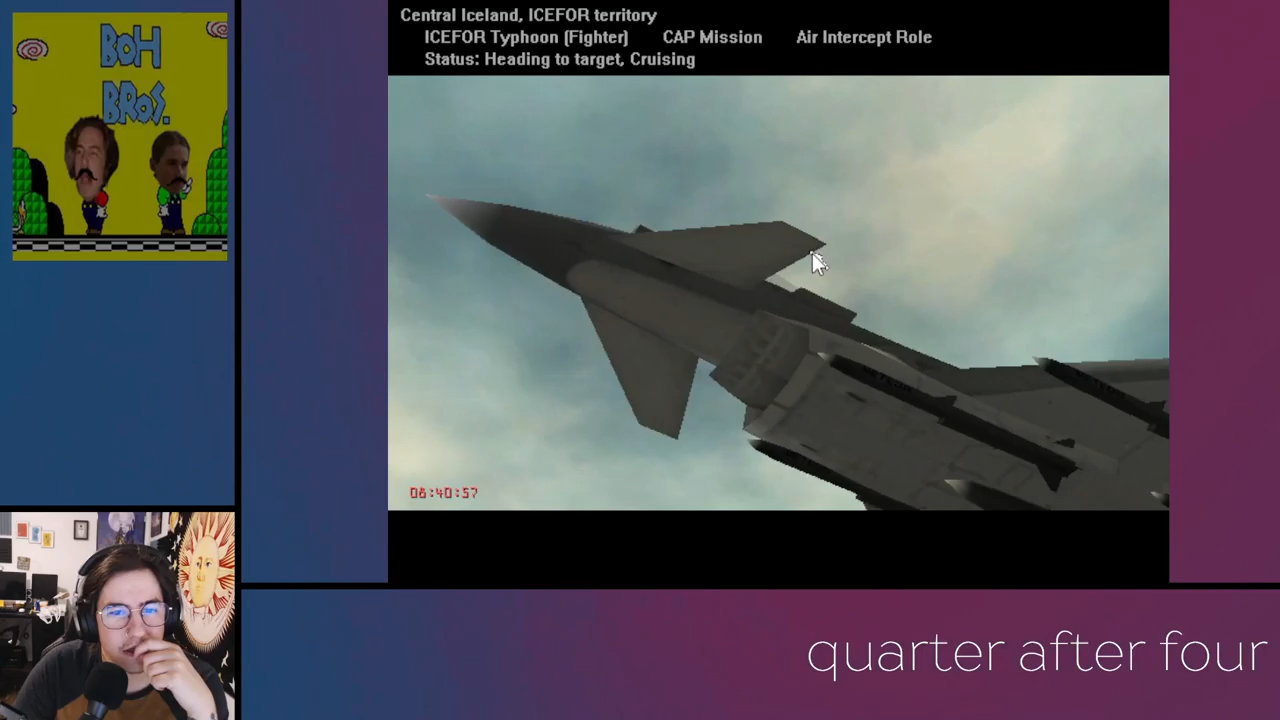 BOH
BROS.
Central Iceland, ICEFOR territory
ICEFOR Typhoon (Fighter) CAP Mission Air Intercept Role
Status: Heading to target, Cruising
06:40:57
quarter after four